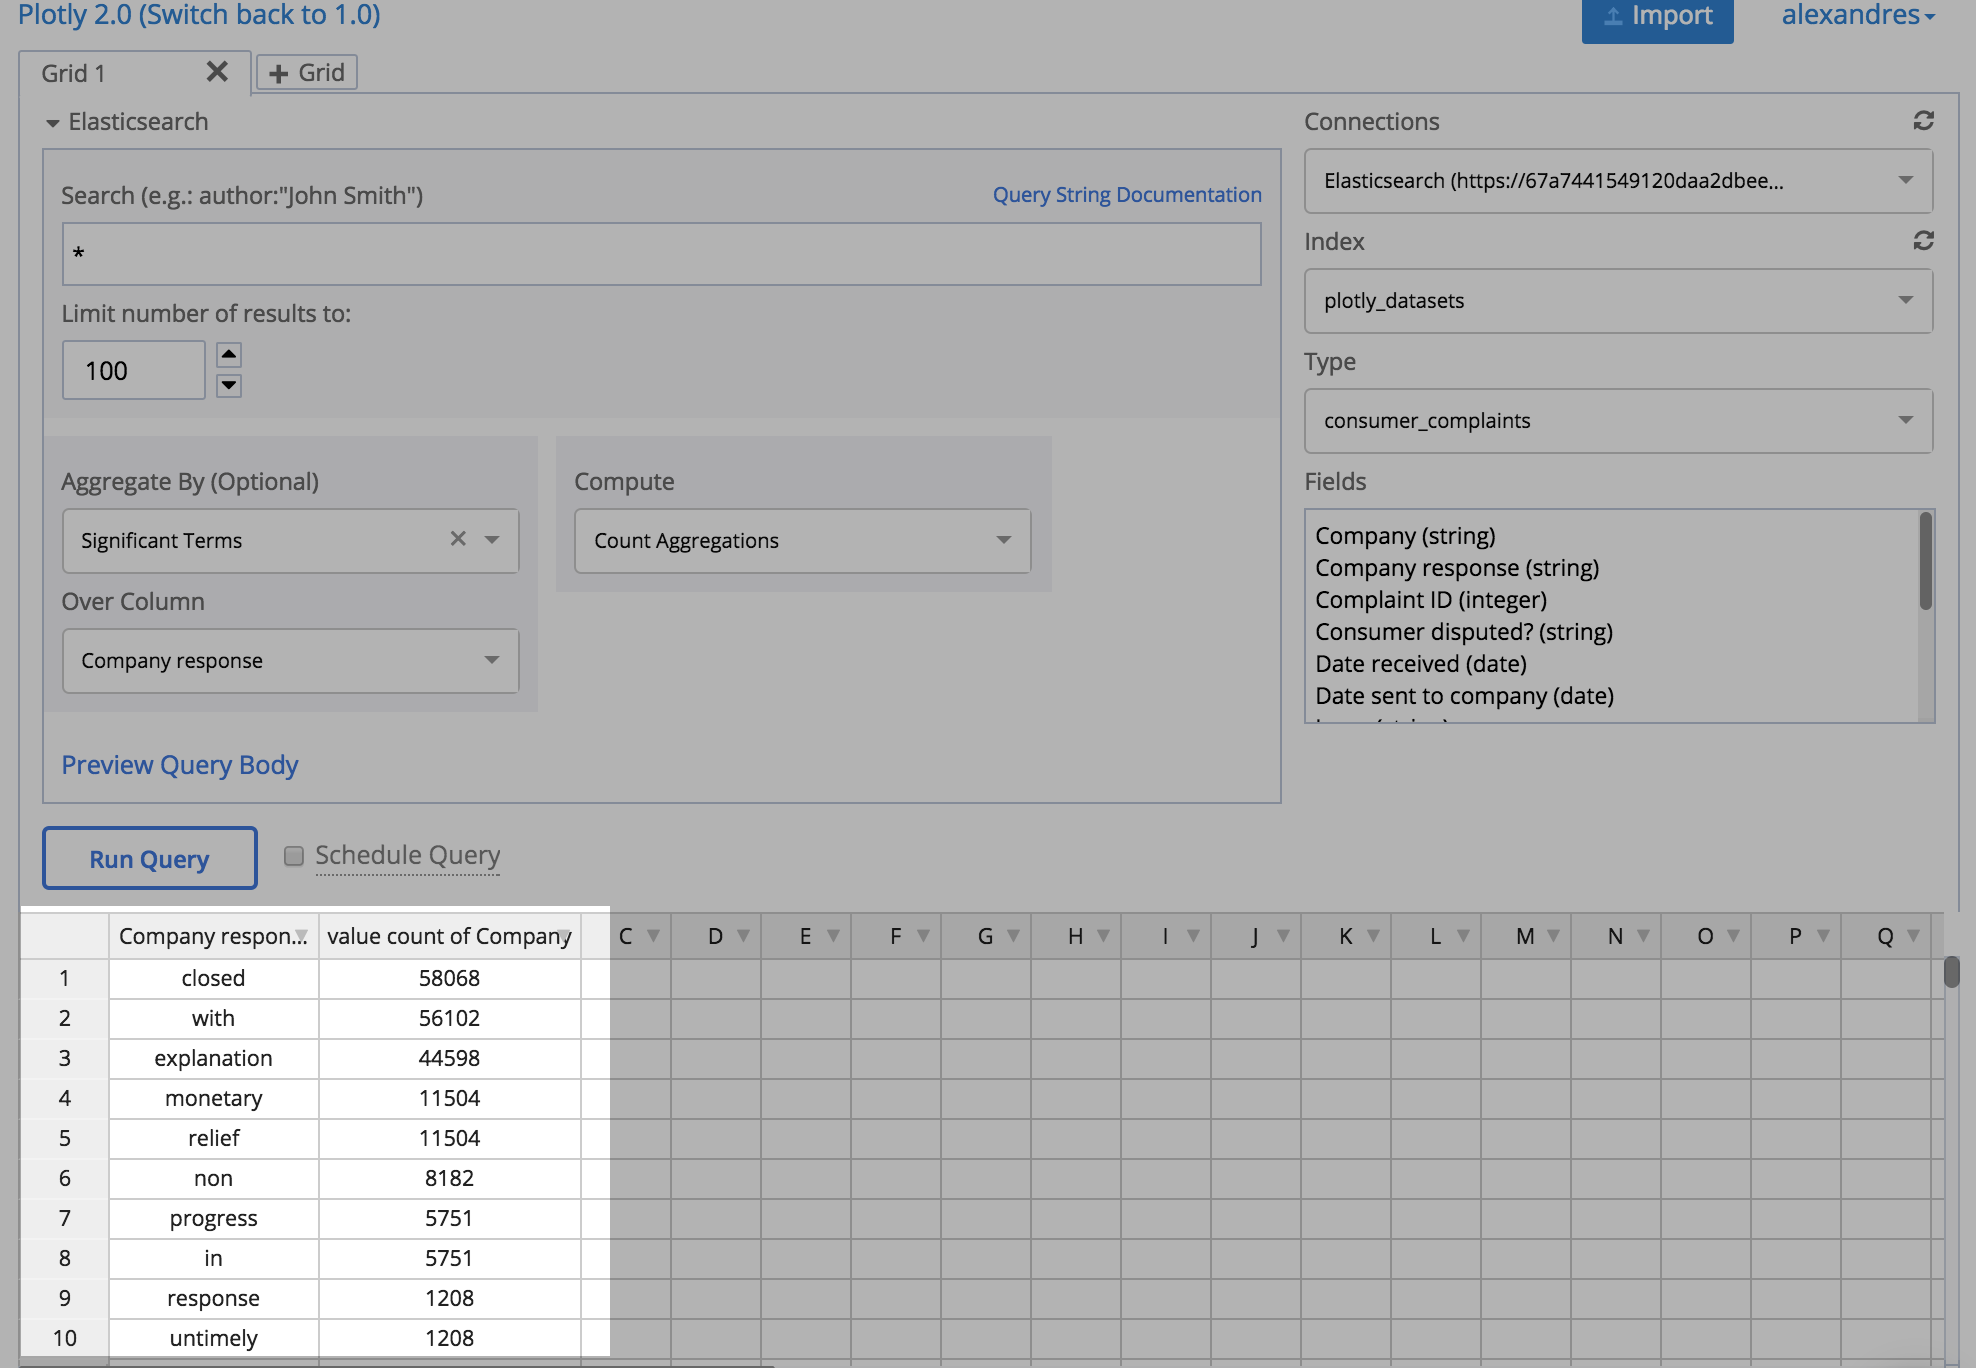 Plotly 2.0 (Switch back to 1.0)
Import
alexandres
Grid 1
Grid
Elasticsearch
Search (e.g.: author:"John Smith")
Query String Documentation
*
Limit number of results to:
100
Aggregate By (Optional)
Significant Terms
Over Column
Company response
Compute
Count Aggregations
Preview Query Body
Connections
Elasticsearch (https://67a7441549120daa2dbee...
Index
plotly_datasets
Type
consumer_complaints
Fields
Company (string)
Company response (string)
Complaint ID (integer)
Consumer disputed? (string)
Date received (date)
Date sent to company (date)
Run Query
Schedule Query
Company respon... value count of Company C D E F G H I J K L M N O P Q
1 closed 58068
2 with 56102
3 explanation 44598
4 monetary 11504
5 relief 11504
6 non 8182
7 progress 5751
8 in 5751
9 response 1208
10 untimely 1208